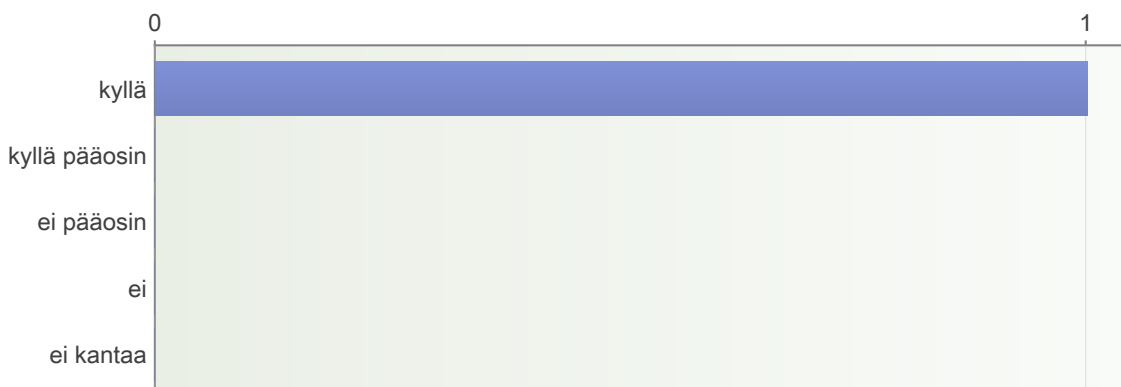 0 1
kyllä
kyllä pääosin
ei pääosin
ei
ei kantaa